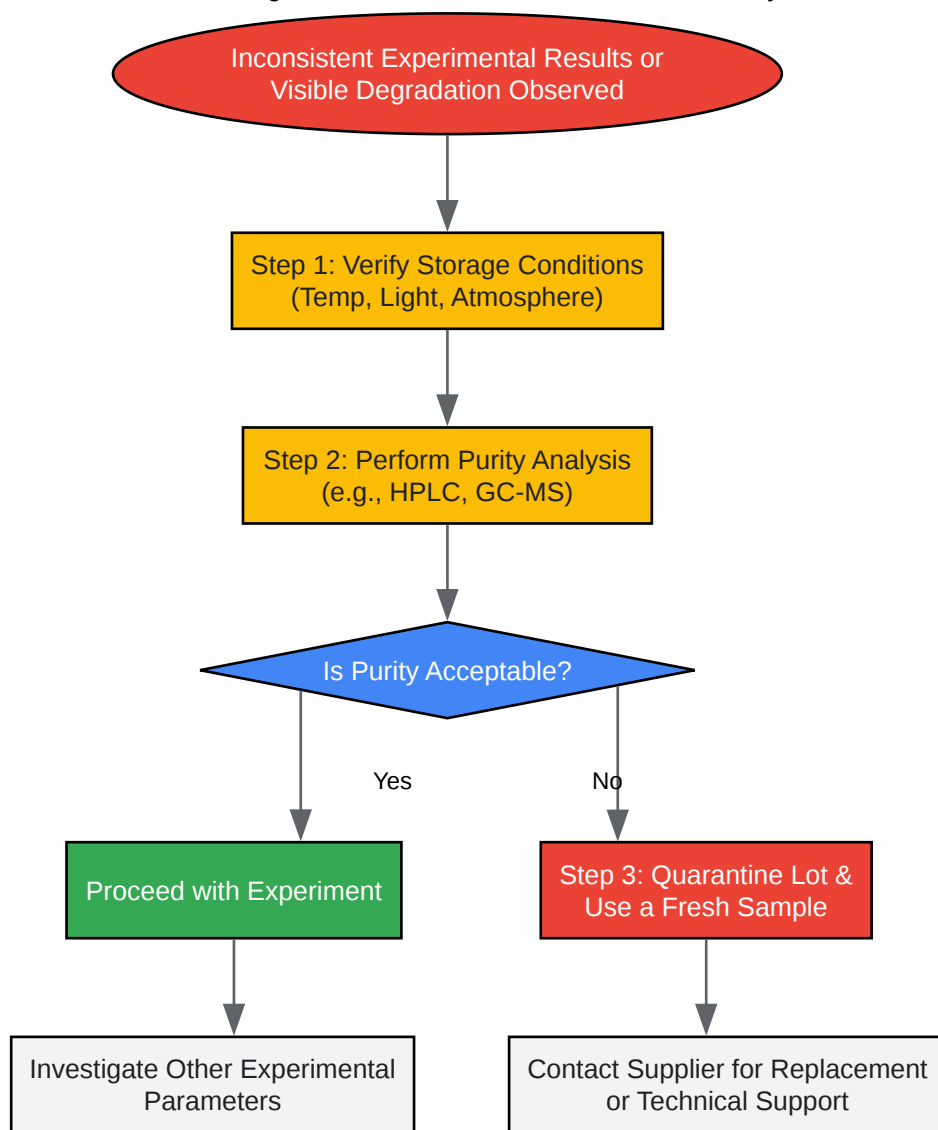 Inconsistent Experimental Results or
Visible Degradation Observed
Step 1: Verify Storage Conditions
(Temp, Light, Atmosphere)
Step 2: Perform Purity Analysis
(e.g., HPLC, GC-MS)
Is Purity Acceptable?
Yes
No
Proceed with Experiment
Step 3: Quarantine Lot &
Use a Fresh Sample
Investigate Other Experimental
Parameters
Contact Supplier for Replacement
or Technical Support